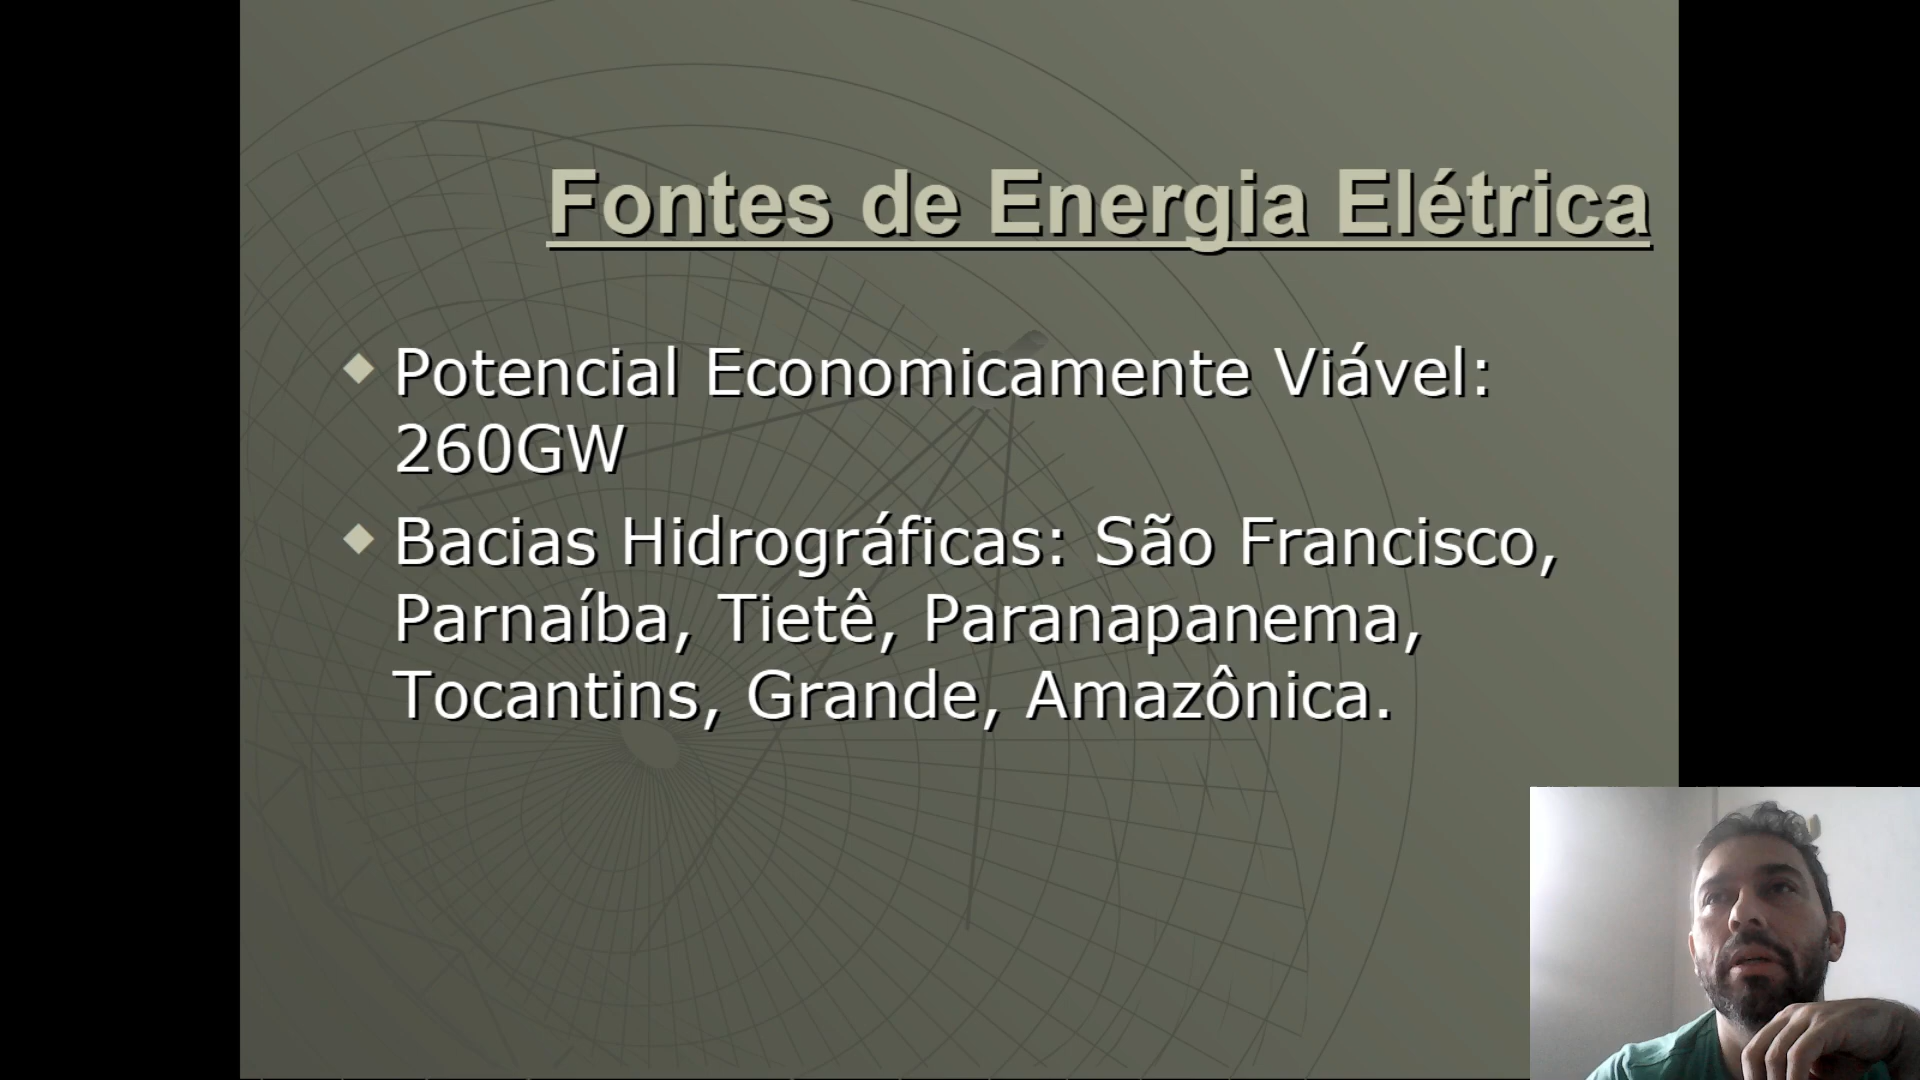 Fontes de Energia Elétrica
Potencial Economicamente Viável:
260GW
Bacias Hidrográficas: São Francisco,
Parnaíba, Tietê, Paranapanema,
Tocantins, Grande, Amazônica.